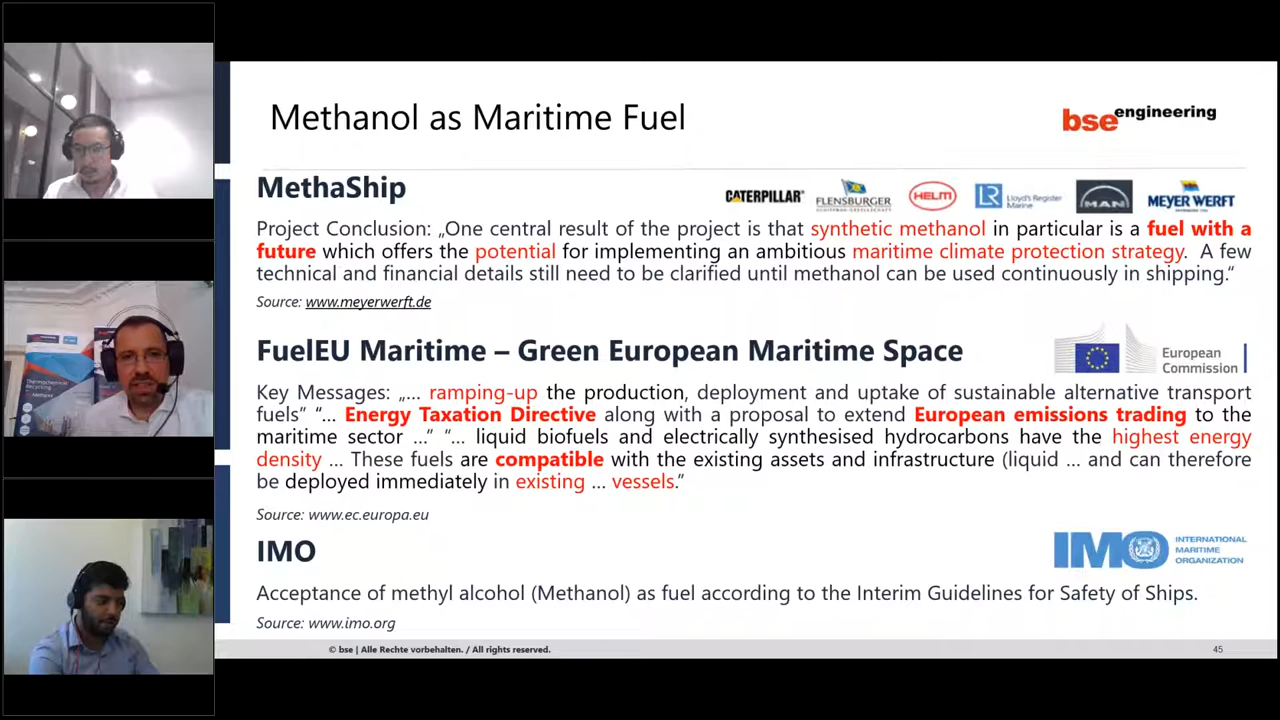 Methanol as Maritime Fuel
bse engineering
MethaShip
CATERPILLAR®
FLENSBURGER
HELM
LR
Lloyd's Register
Marine
MAN
MEYER WERFT
Project Conclusion: „One central result of the project is that synthetic methanol in particular is a fuel with a
future which offers the potential for implementing an ambitious maritime climate protection strategy. A few
technical and financial details still need to be clarified until methanol can be used continuously in shipping.“
Source: www.meyerwerft.de
FuelEU Maritime – Green European Maritime Space
European
Commission
Key Messages: „... ramping-up the production, deployment and uptake of sustainable alternative transport
fuels” “... Energy Taxation Directive along with a proposal to extend European emissions trading to the
maritime sector ...” “... liquid biofuels and electrically synthesised hydrocarbons have the highest energy
density ... These fuels are compatible with the existing assets and infrastructure (liquid ... and can therefore
be deployed immediately in existing ... vessels.”
Source: www.ec.europa.eu
IMO
IMO
INTERNATIONAL
MARITIME
ORGANIZATION
Acceptance of methyl alcohol (Methanol) as fuel according to the Interim Guidelines for Safety of Ships.
Source: www.imo.org
© bse | Alle Rechte vorbehalten. / All rights reserved.
45